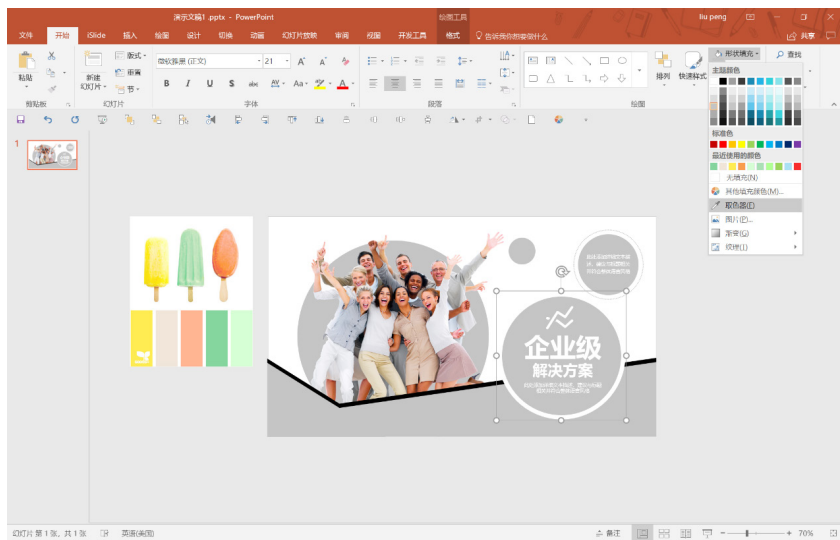 演示文稿1 .pptx - PowerPoint
绘图工具
liu peng
文件 开始 iSlide 插入 绘图 设计 切换 动画 幻灯片放映 审阅 视图 开发工具 格式 告诉我你想要做什么 共享
粘贴
新建
幻灯片
版式
重置
节
微软雅黑 (正文) 21
B I U S abc AV Aa A
排列
快速样式
形状填充
查找
剪贴板 幻灯片 字体 段落 绘图
主题颜色
标准色
最近使用的颜色
无填充(N)
其他填充颜色(M)...
取色器(E)
图片(P)...
渐变(G)
纹理(T)
1
企业级
解决方案
幻灯片 第 1 张，共 1 张 英语(美国) 备注 70%